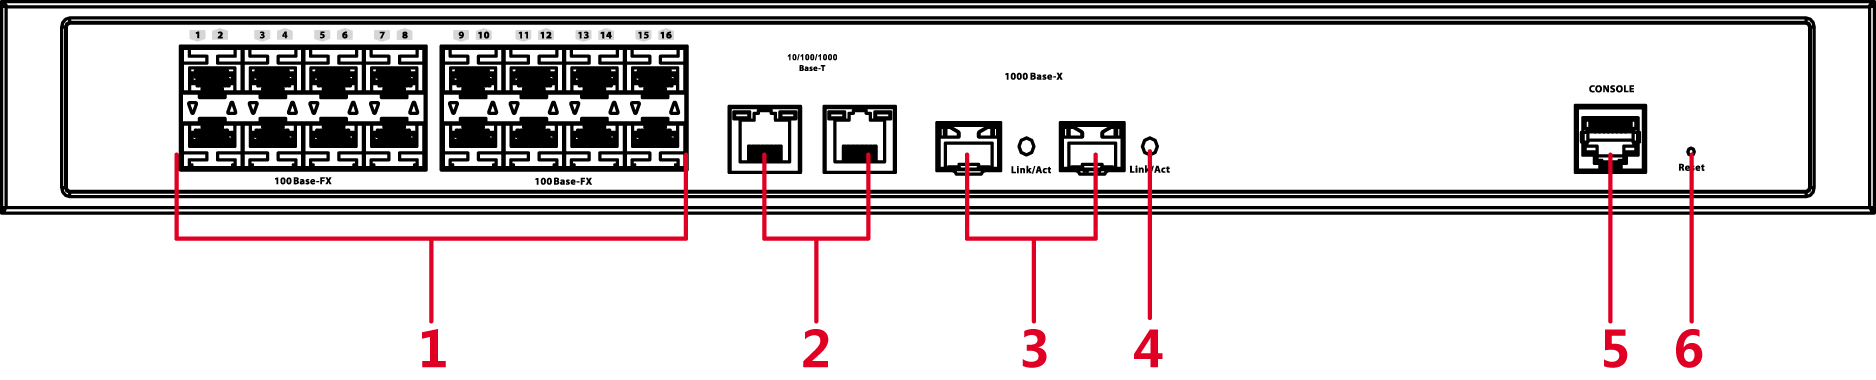 1 2 3 4 5 6 7 8 9 10 11 12 13 14 15 16
10/100/1000
Base-T
1000 Base-X
CONSOLE
Link/Act
Link/Act
Reset
100 Base-FX
100 Base-FX
1 2 3 4 5 6